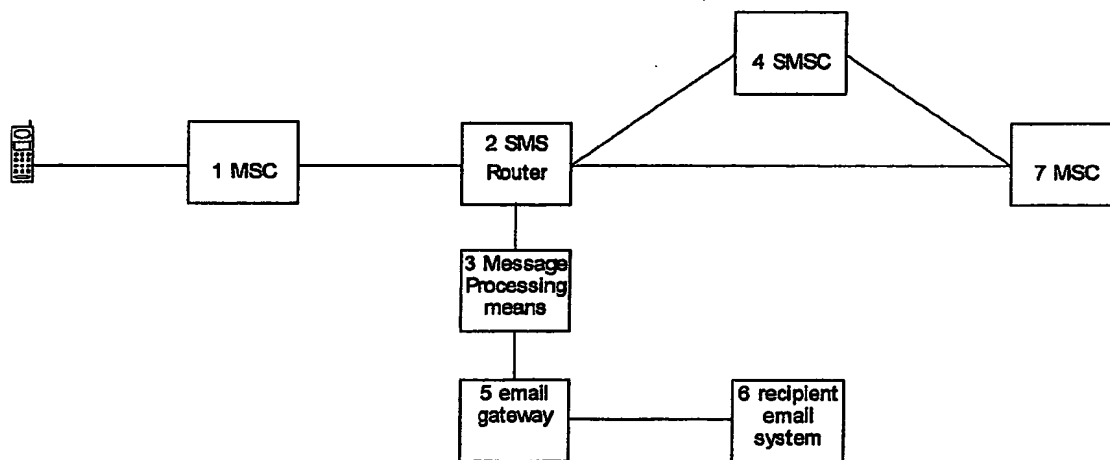 4 SMSC
1 MSC
2 SMS
Router
7 MSC
3 Message
Processing
means
5 email
gateway
6 recipient
email
system